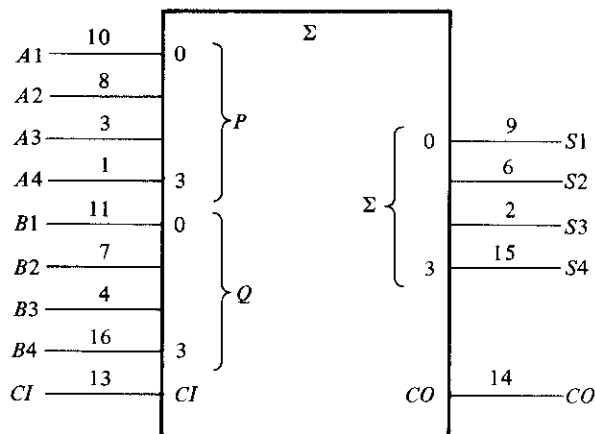 Σ
A1 10 0
A2 8
A3 3 P
A4 1 3
B1 11 0
B2 7
B3 4 Q
B4 16 3
CI 13 CI
0 9 S1
6 S2
Σ 2 S3
3 15 S4
CO 14 CO